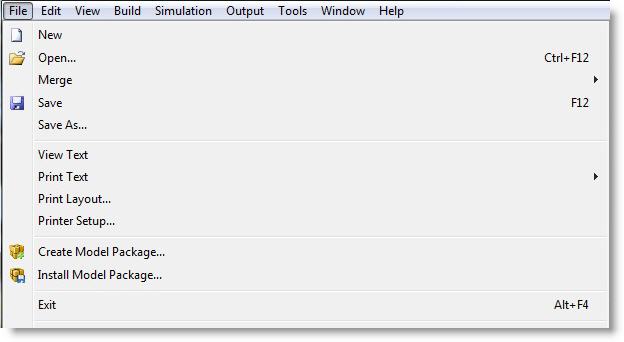 File Edit View Build Simulation Output Tools Window Help
New
Open... Ctrl+F12
Merge
Save F12
Save As...
View Text
Print Text
Print Layout...
Printer Setup...
Create Model Package...
Install Model Package...
Exit Alt+F4